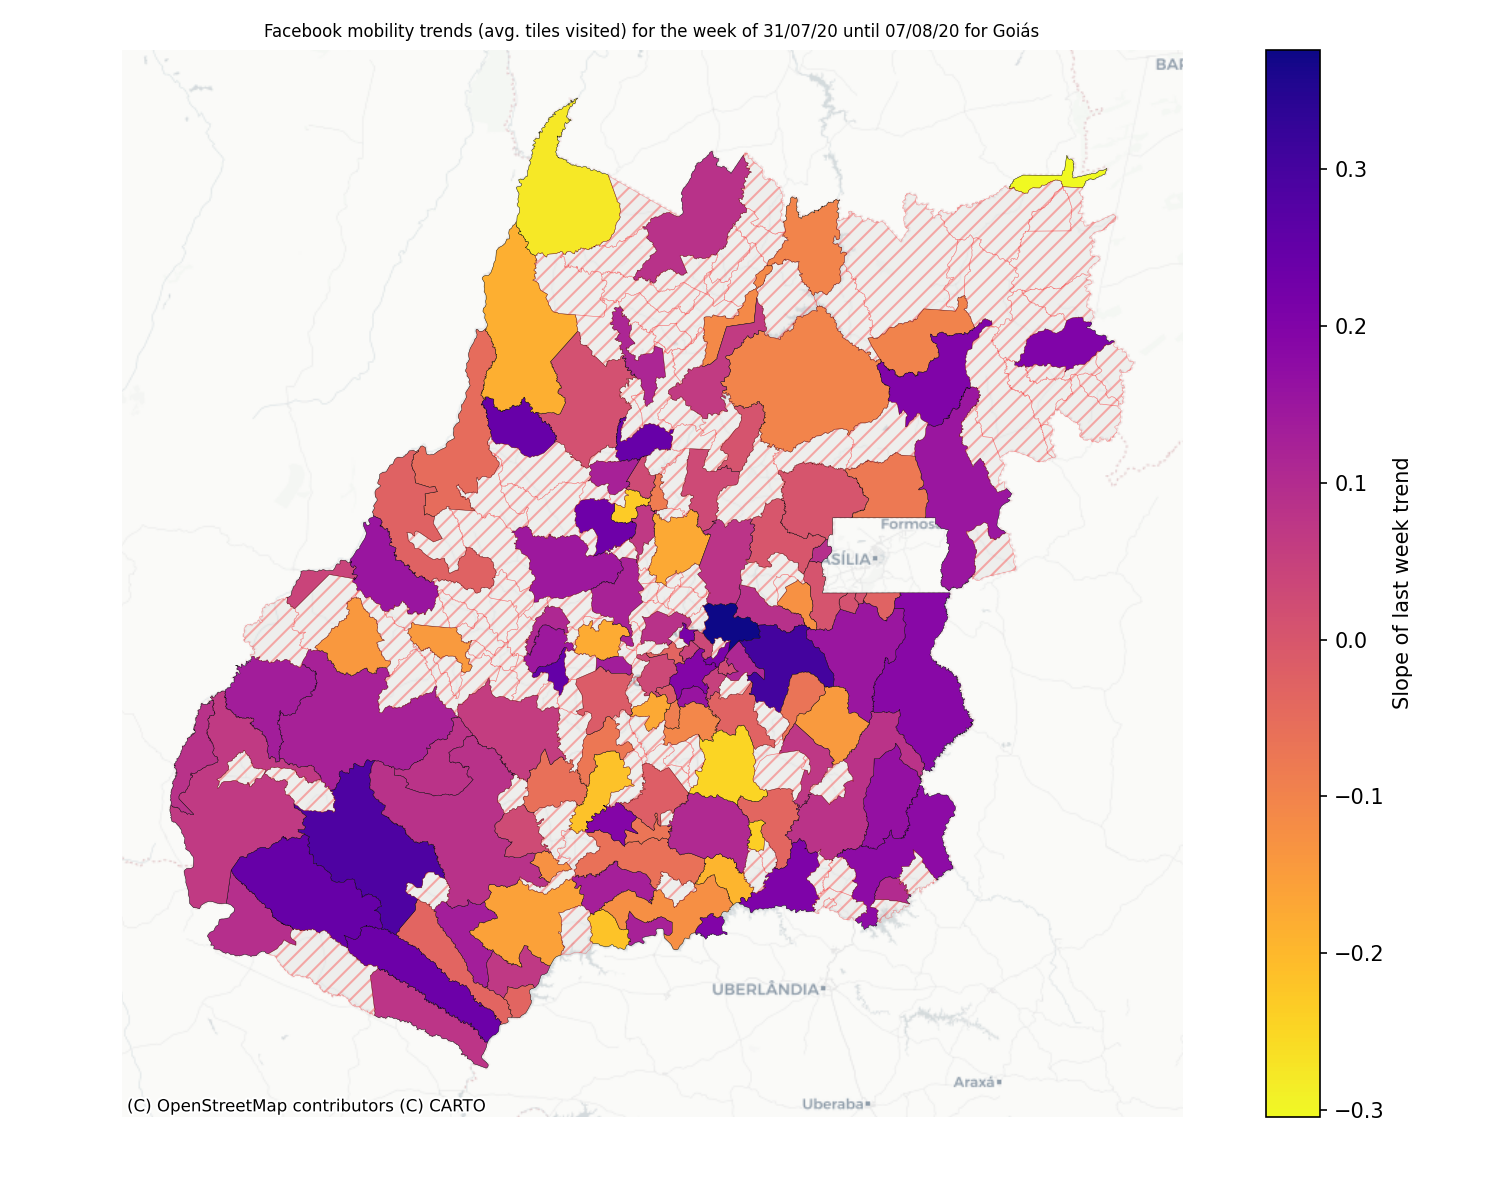 Facebook mobility trends (avg. tiles visited) for the week of 31/07/20 until 07/08/20 for Goiás
BAR
0.3
0.2
0.1
0.0
−0.1
−0.2
−0.3
Slope of last week trend
Formos
ASÍLIA
UBERLÂNDIA
Araxá
Uberaba
(C) OpenStreetMap contributors (C) CARTO